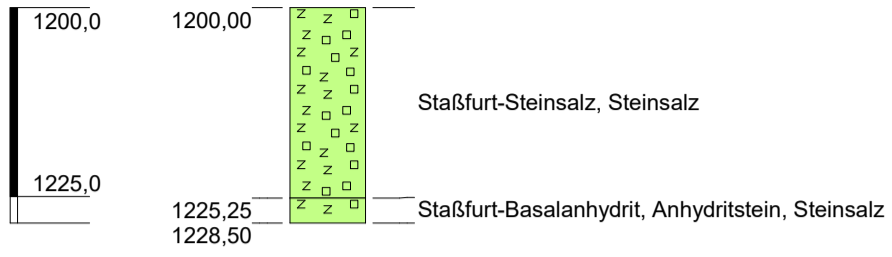 1200,0
1200,00
Staßfurt-Steinsalz, Steinsalz
1225,0
1225,25
Staßfurt-Basalanhydrit, Anhydritstein, Steinsalz
1228,50